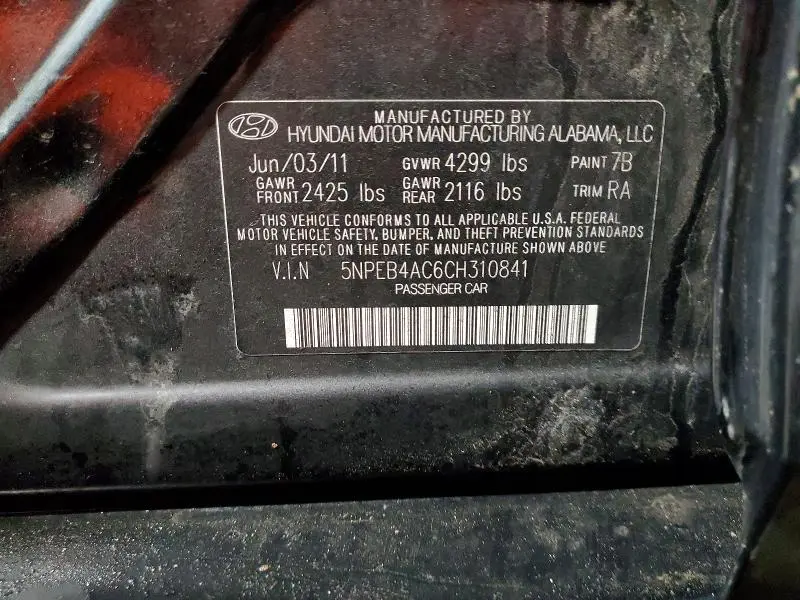 MANUFACTURED BY
HYUNDAI MOTOR MANUFACTURING ALABAMA, LLC
Jun/03/11 GVWR 4299 lbs PAINT 7B
GAWR FRONT 2425 lbs GAWR REAR 2116 lbs TRIM RA
THIS VEHICLE CONFORMS TO ALL APPLICABLE U.S.A. FEDERAL
MOTOR VEHICLE SAFETY, BUMPER, AND THEFT PREVENTION STANDARDS
IN EFFECT ON THE DATE OF MANUFACTURE SHOWN ABOVE
V.I.N 5NPEB4AC6CH310841
PASSENGER CAR